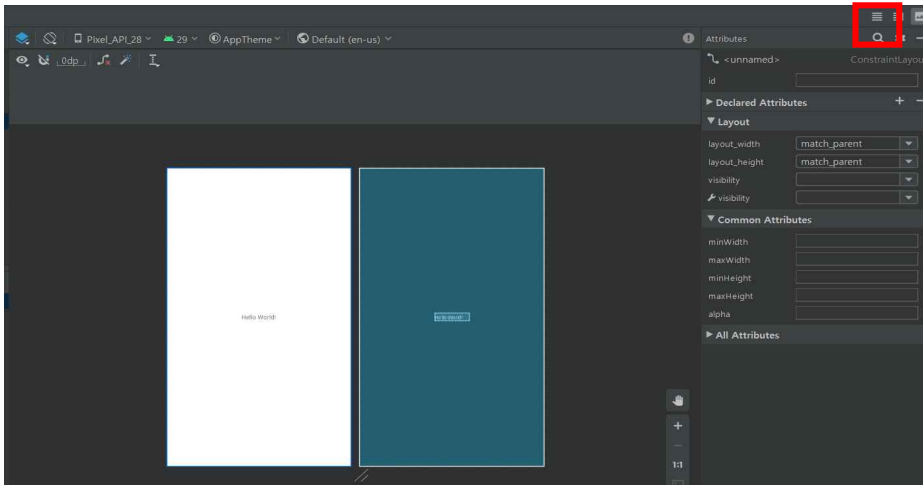 Pixel_API_28 29 AppTheme Default (en-us) Attributes
0dp
<unnamed> ConstraintLayou
id
Declared Attributes
Layout
layout_width match_parent
layout_height match_parent
visibility
visibility
Common Attributes
minWidth
maxWidth
minHeight
maxHeight
alpha
All Attributes
Hello World!
1:1